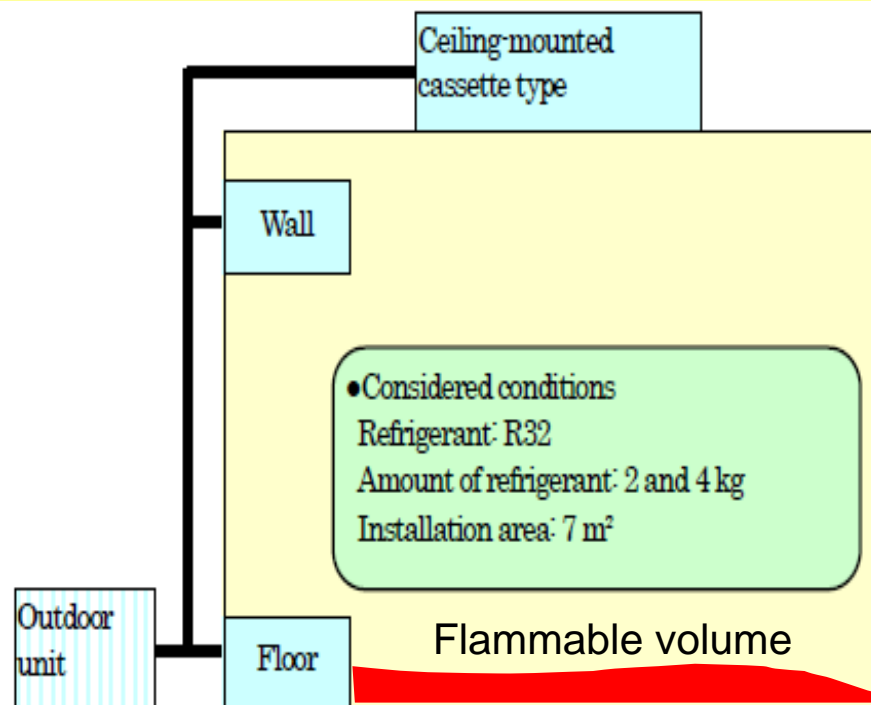 Ceiling-mounted
cassette type
Wall
●Considered conditions
Refrigerant: R32
Amount of refrigerant: 2 and 4 kg
Installation area: 7 m²
Outdoor
unit
Floor
Flammable volume